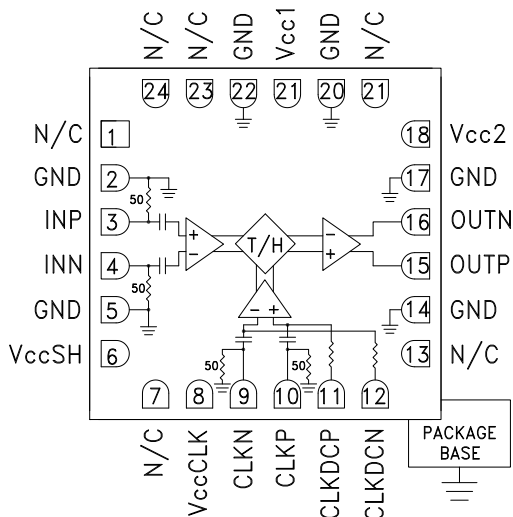 N/C
N/C
GND
Vcc1
GND
N/C
24
23
22
21
20
21
N/C
1
18
Vcc2
GND
2
17
GND
50
INP
3
16
OUTN
+
-
T/H
-
+
INN
4
15
OUTP
50
GND
5
- +
14
GND
VccSH
6
13
N/C
50
50
7
8
9
10
11
12
N/C
VccCLK
CLKN
CLKP
CLKDCP
CLKDCN
PACKAGE
BASE